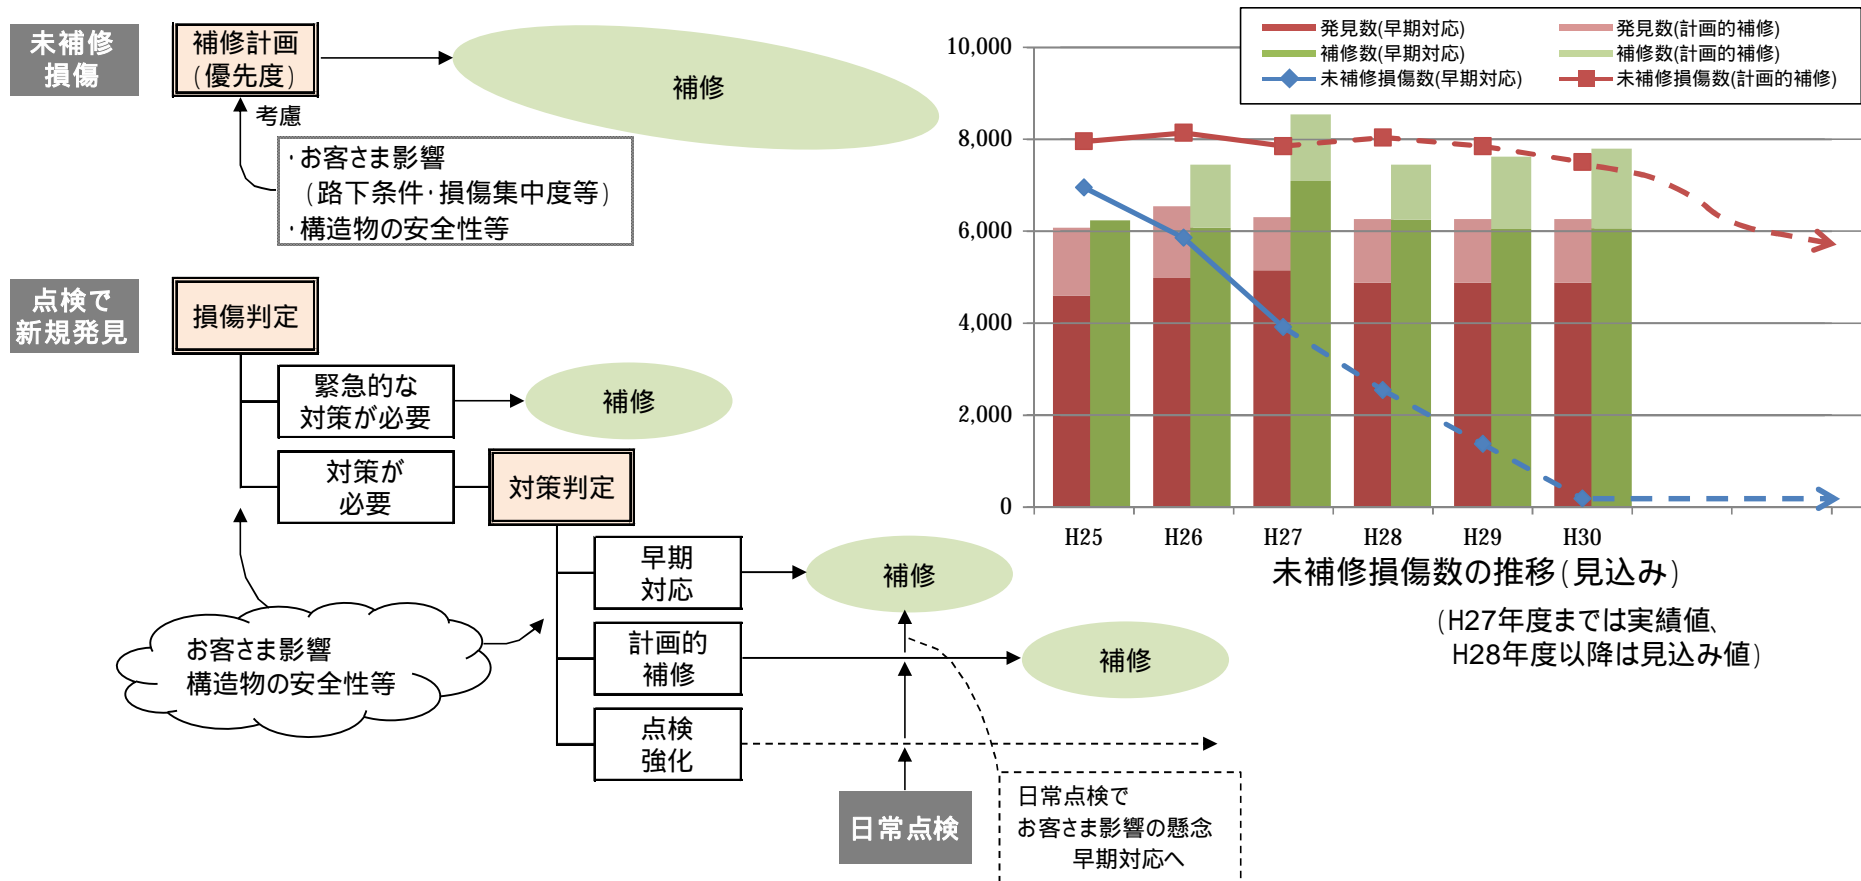 未補修
損傷
補修計画
(優先度)
補修
考慮
・お客さま影響
(路下条件・損傷集中度等)
・構造物の安全性等
点検で
新規発見
損傷判定
緊急的な
対策が必要
補修
対策が
必要
対策判定
早期
対応
補修
計画的
補修
補修
点検
強化
お客さま影響
構造物の安全性等
日常点検
日常点検で
お客さま影響の懸念
早期対応へ
発見数(早期対応)
発見数(計画的補修)
補修数(早期対応)
補修数(計画的補修)
未補修損傷数(早期対応)
未補修損傷数(計画的補修)
10,000
8,000
6,000
4,000
2,000
0
H25 H26 H27 H28 H29 H30
未補修損傷数の推移(見込み)
(H27年度までは実績値、
H28年度以降は見込み値)